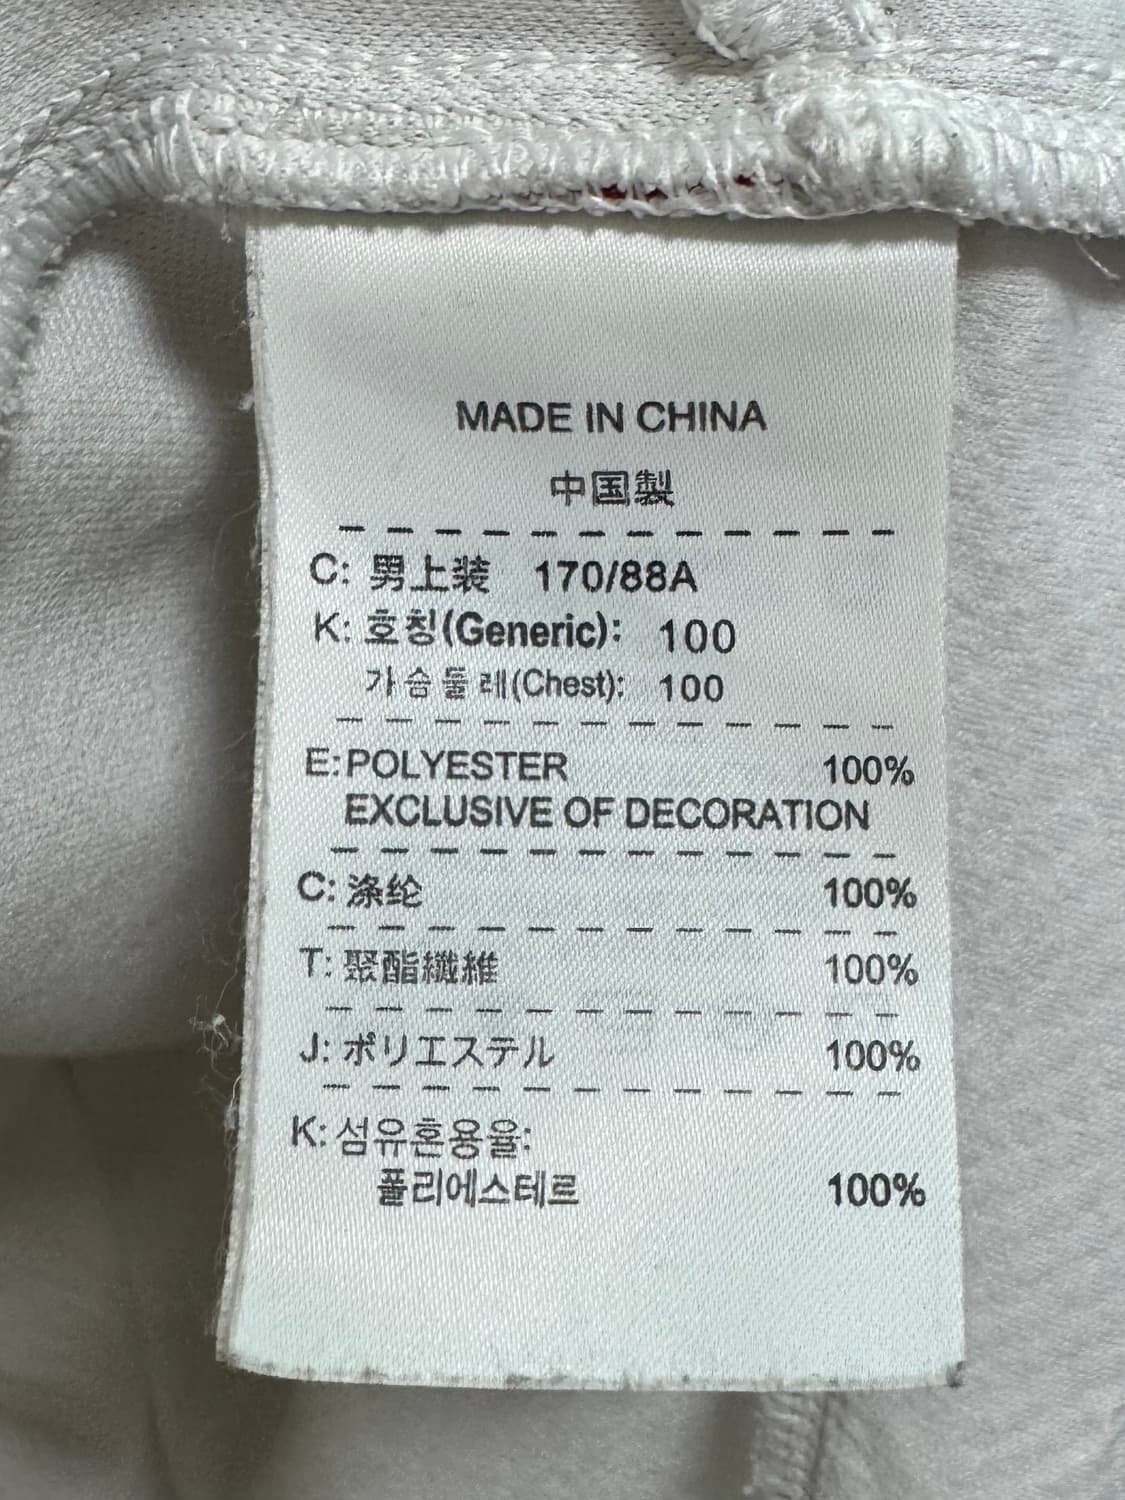 MADE IN CHINA
中国製
C: 男上装 170/88A
K: 호칭(Generic): 100
가슴둘레(Chest): 100
E:POLYESTER 100%
EXCLUSIVE OF DECORATION
C: 涤纶 100%
T: 聚酯纖維 100%
J: ポリエステル 100%
K: 섬유혼용율:
폴리에스테르 100%